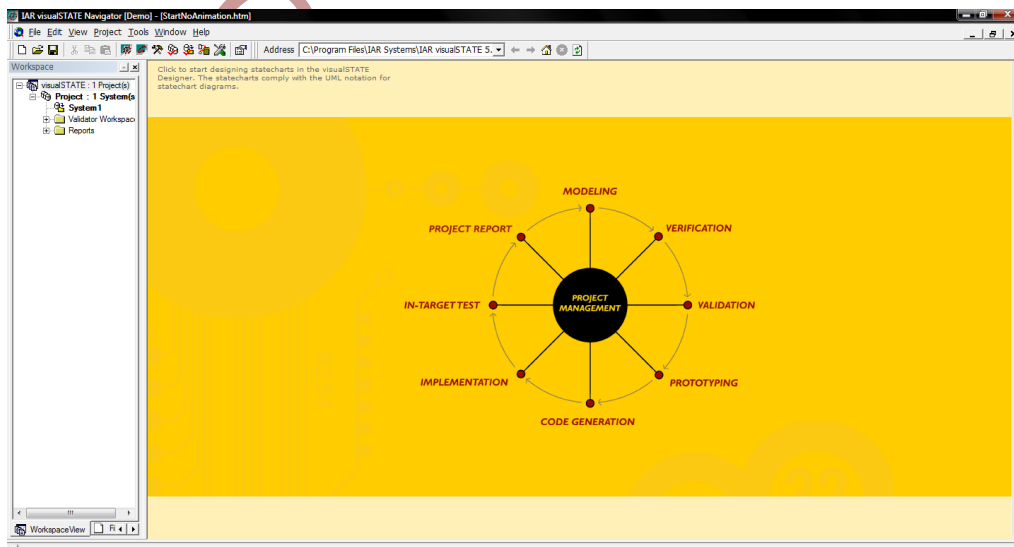 IAR visualSTATE Navigator [Demo] - [StartNoAnimation.htm]
File Edit View Project Tools Window Help
Address C:\Program Files\IAR Systems\IAR visualSTATE 5.
Workspace
visualSTATE : 1 Project(s)
Project : 1 System(s
System1
Validator Workspac
Reports
WorkspaceView Fi
Click to start designing statecharts in the visualSTATE
Designer. The statecharts comply with the UML notation for
statechart diagrams.
MODELING
PROJECT REPORT
VERIFICATION
IN-TARGET TEST
PROJECT
MANAGEMENT
VALIDATION
IMPLEMENTATION
PROTOTYPING
CODE GENERATION